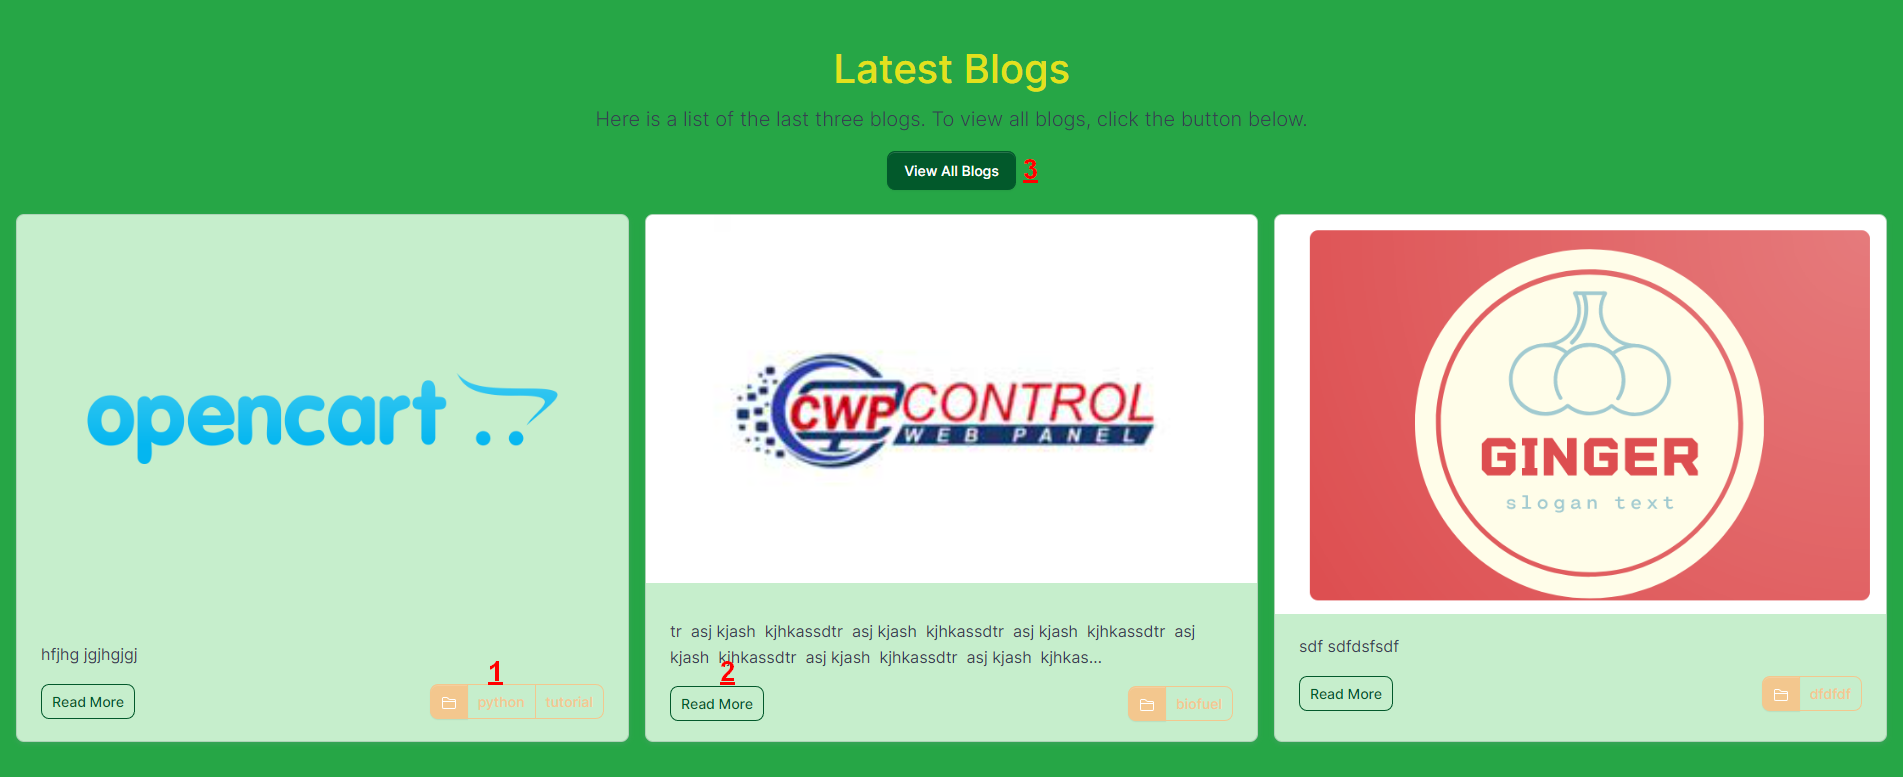 Latest Blogs
Here is a list of the last three blogs. To view all blogs, click the button below.
View All Blogs 3
opencart
hfjhg jgjhgjgj
1
Read More python tutorial
CWP CONTROL
WEB PANEL
tr asj kjash kjhkassdtr asj kjash kjhkassdtr asj kjash kjhkassdtr asj
kjash kjhkassdtr asj kjash kjhkassdtr asj kjash kjhkas...
2
Read More biofuel
GINGER
slogan text
sdf sdfdsfsdf
Read More dfdfdf